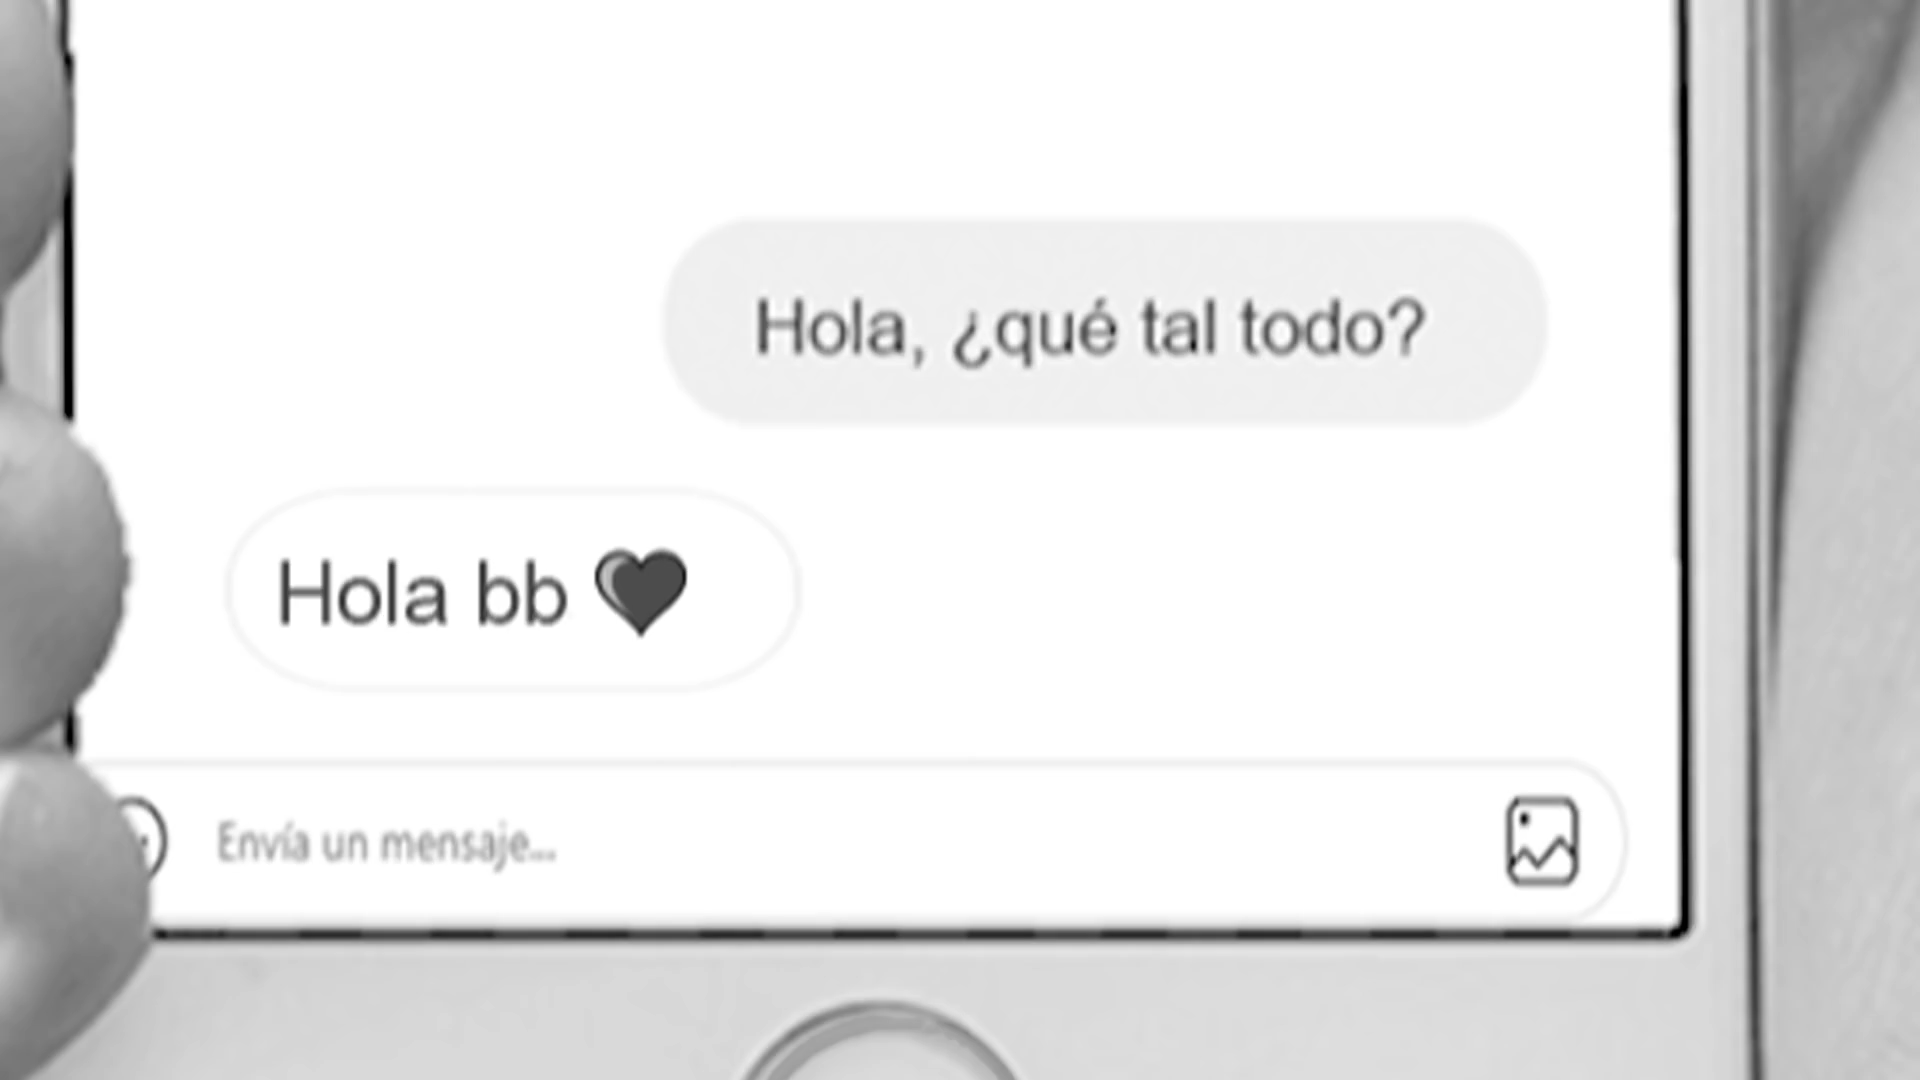 Hola, ¿qué tal todo?
Hola bb 🖤
Envía un mensaje...